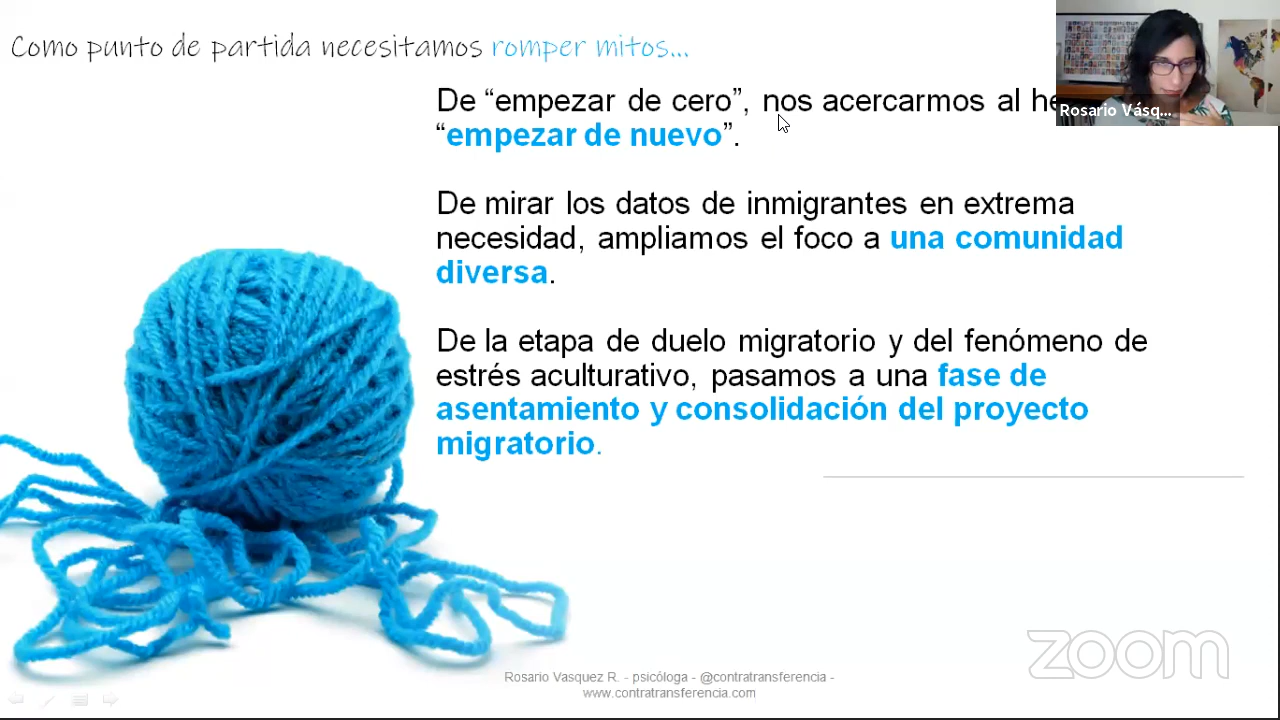 Como punto de partida necesitamos romper mitos...
De “empezar de cero”, nos acercarmos al
“empezar de nuevo”.
De mirar los datos de inmigrantes en extrema
necesidad, ampliamos el foco a una comunidad
diversa.
De la etapa de duelo migratorio y del fenómeno de
estrés aculturativo, pasamos a una fase de
asentamiento y consolidación del proyecto
migratorio.
Rosario Vásq...
Rosario Vasquez R. - psicóloga - @contratransferencia -
www.contratransferencia.com
zoom